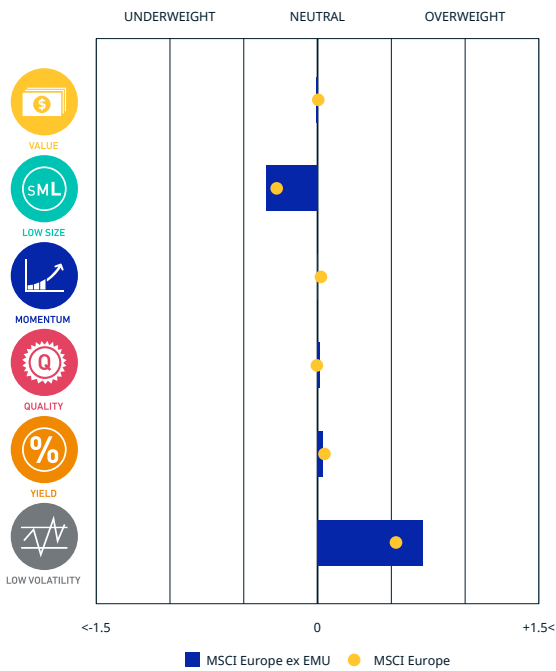 UNDERWEIGHT NEUTRAL OVERWEIGHT
$
VALUE
SML
LOW SIZE
MOMENTUM
Q
QUALITY
%
YIELD
LOW VOLATILITY
<-1.5 0 +1.5<
MSCI Europe ex EMU MSCI Europe